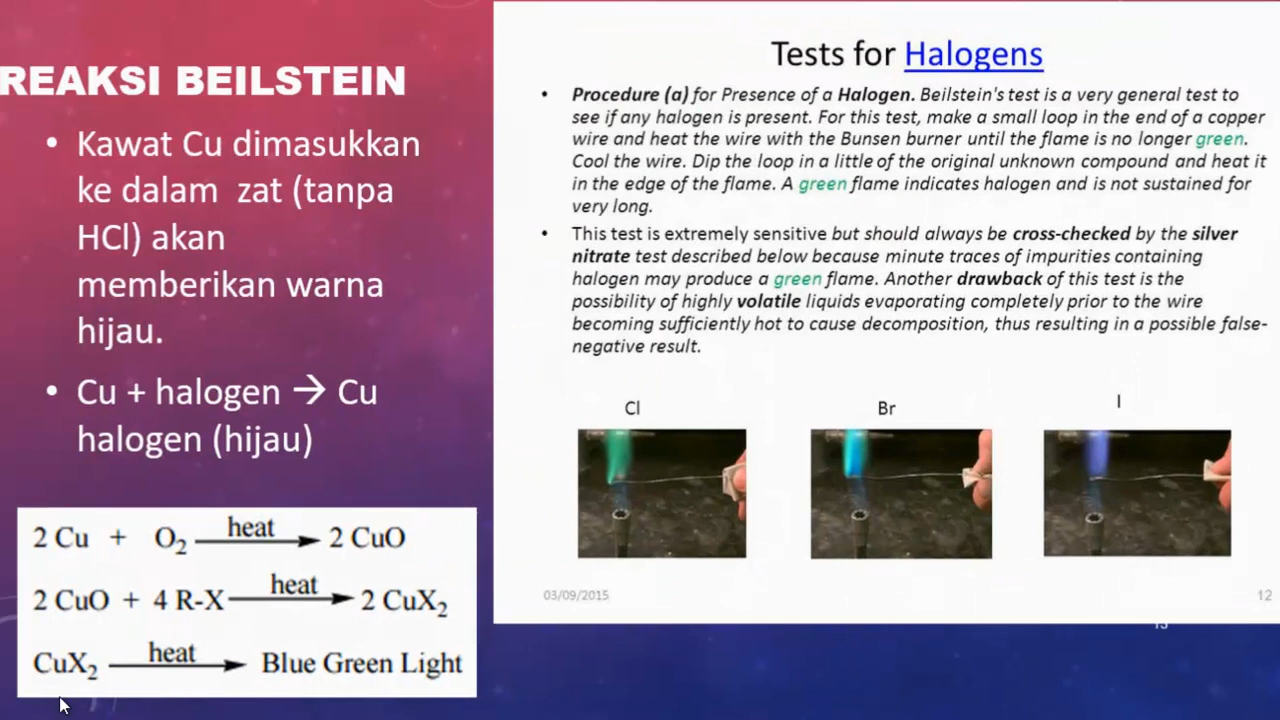 REAKSI BEILSTEIN
• Kawat Cu dimasukkan
ke dalam zat (tanpa
HCl) akan
memberikan warna
hijau.
• Cu + halogen → Cu
halogen (hijau)
2 Cu + O₂ heat → 2 CuO
2 CuO + 4 R-X heat → 2 CuX₂
CuX₂ heat → Blue Green Light
Tests for Halogens
• Procedure (a) for Presence of a Halogen. Beilstein's test is a very general test to
see if any halogen is present. For this test, make a small loop in the end of a copper
wire and heat the wire with the Bunsen burner until the flame is no longer green.
Cool the wire. Dip the loop in a little of the original unknown compound and heat it
in the edge of the flame. A green flame indicates halogen and is not sustained for
very long.
• This test is extremely sensitive but should always be cross-checked by the silver
nitrate test described below because minute traces of impurities containing
halogen may produce a green flame. Another drawback of this test is the
possibility of highly volatile liquids evaporating completely prior to the wire
becoming sufficiently hot to cause decomposition, thus resulting in a possible false-
negative result.
Cl Br I
03/09/2015 12